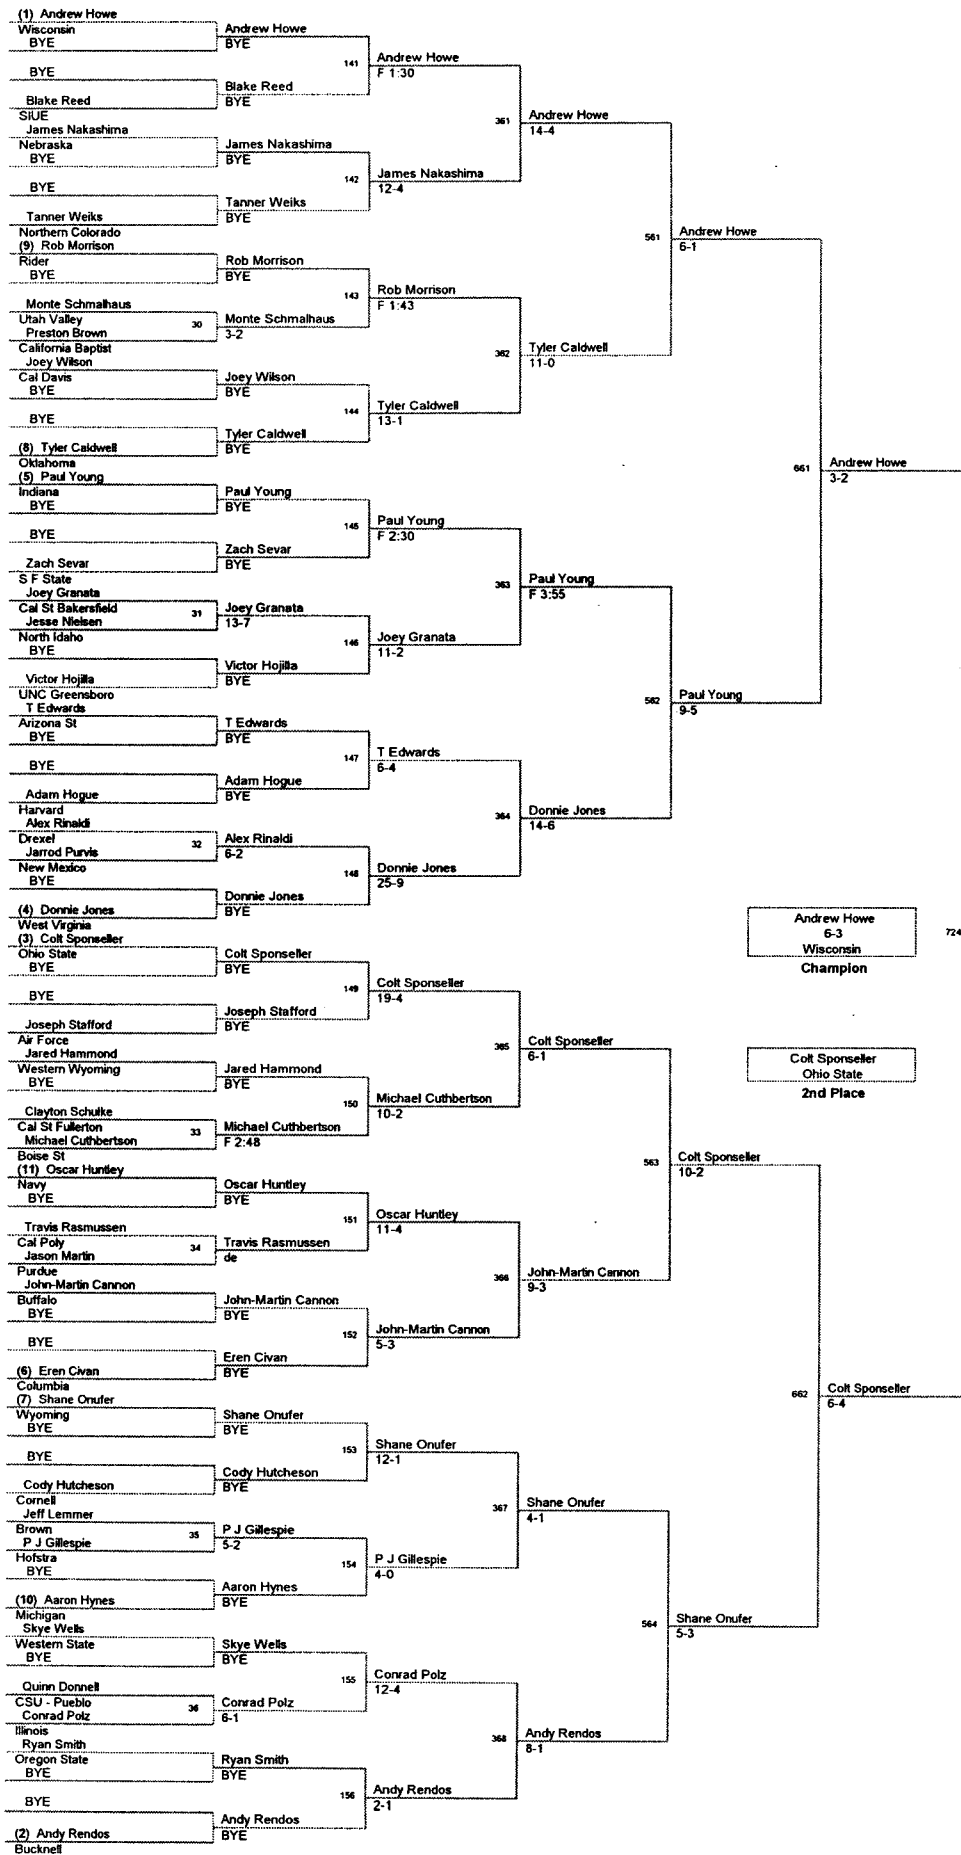 (1) Andrew Howe
Wisconsin
BYE
Andrew Howe
BYE
141
Andrew Howe
F 1:30
BYE
Blake Reed
BYE
Blake Reed
SIUE
361
Andrew Howe
14-4
James Nakashima
Nebraska
BYE
James Nakashima
BYE
142
James Nakashima
12-4
BYE
Tanner Weiks
BYE
Tanner Weiks
Northern Colorado
561
Andrew Howe
6-1
(9) Rob Morrison
Rider
BYE
Rob Morrison
BYE
143
Rob Morrison
F 1:43
Monte Schmalhaus
Utah Valley
30
Monte Schmalhaus
3-2
Preston Brown
California Baptist
362
Tyler Caldwell
11-0
Joey Wilson
Cal Davis
BYE
Joey Wilson
BYE
144
Tyler Caldwell
13-1
BYE
Tyler Caldwell
BYE
(8) Tyler Caldwell
Oklahoma
661
Andrew Howe
3-2
(5) Paul Young
Indiana
BYE
Paul Young
BYE
145
Paul Young
F 2:30
BYE
Zach Sevar
BYE
Zach Sevar
S F State
363
Paul Young
F 3:55
Joey Granata
Cal St Bakersfield
31
Joey Granata
13-7
Jesse Nielsen
North Idaho
BYE
146
Joey Granata
11-2
Victor Hojilla
BYE
Victor Hojilla
UNC Greensboro
562
Paul Young
9-5
T Edwards
Arizona St
BYE
T Edwards
BYE
147
T Edwards
6-4
BYE
Adam Hogue
BYE
Adam Hogue
Harvard
364
Donnie Jones
14-6
Alex Rinaldi
Drexel
32
Alex Rinaldi
6-2
Jarrod Purvis
New Mexico
BYE
148
Donnie Jones
25-9
Donnie Jones
BYE
(4) Donnie Jones
West Virginia
Andrew Howe
6-3
Wisconsin
724
Champion
(3) Colt Sponseller
Ohio State
BYE
Colt Sponseller
BYE
149
Colt Sponseller
19-4
BYE
Joseph Stafford
BYE
Joseph Stafford
Air Force
365
Colt Sponseller
6-1
Colt Sponseller
Ohio State
2nd Place
Jared Hammond
Western Wyoming
BYE
Jared Hammond
BYE
150
Michael Cuthbertson
10-2
Clayton Schulke
Cal St Fullerton
33
Michael Cuthbertson
F 2:48
Michael Cuthbertson
Boise St
563
Colt Sponseller
10-2
(11) Oscar Huntley
Navy
BYE
Oscar Huntley
BYE
151
Oscar Huntley
11-4
Travis Rasmussen
Cal Poly
34
Travis Rasmussen
de
Jason Martin
Purdue
366
John-Martin Cannon
9-3
John-Martin Cannon
Buffalo
BYE
John-Martin Cannon
BYE
152
John-Martin Cannon
5-3
BYE
Eren Civan
BYE
(6) Eren Civan
Columbia
662
Colt Sponseller
6-4
(7) Shane Onufer
Wyoming
BYE
Shane Onufer
BYE
153
Shane Onufer
12-1
BYE
Cody Hutcheson
BYE
Cody Hutcheson
Cornell
367
Shane Onufer
4-1
Jeff Lemmer
Brown
35
P J Gillespie
5-2
P J Gillespie
Hofstra
BYE
154
P J Gillespie
4-0
Aaron Hynes
BYE
(10) Aaron Hynes
Michigan
564
Shane Onufer
5-3
Skye Wells
Western State
BYE
Skye Wells
BYE
155
Conrad Polz
12-4
Quinn Donnell
CSU - Pueblo
36
Conrad Polz
6-1
Conrad Polz
Illinois
368
Andy Rendos
8-1
Ryan Smith
Oregon State
BYE
Ryan Smith
BYE
156
Andy Rendos
2-1
BYE
Andy Rendos
BYE
(2) Andy Rendos
Bucknell